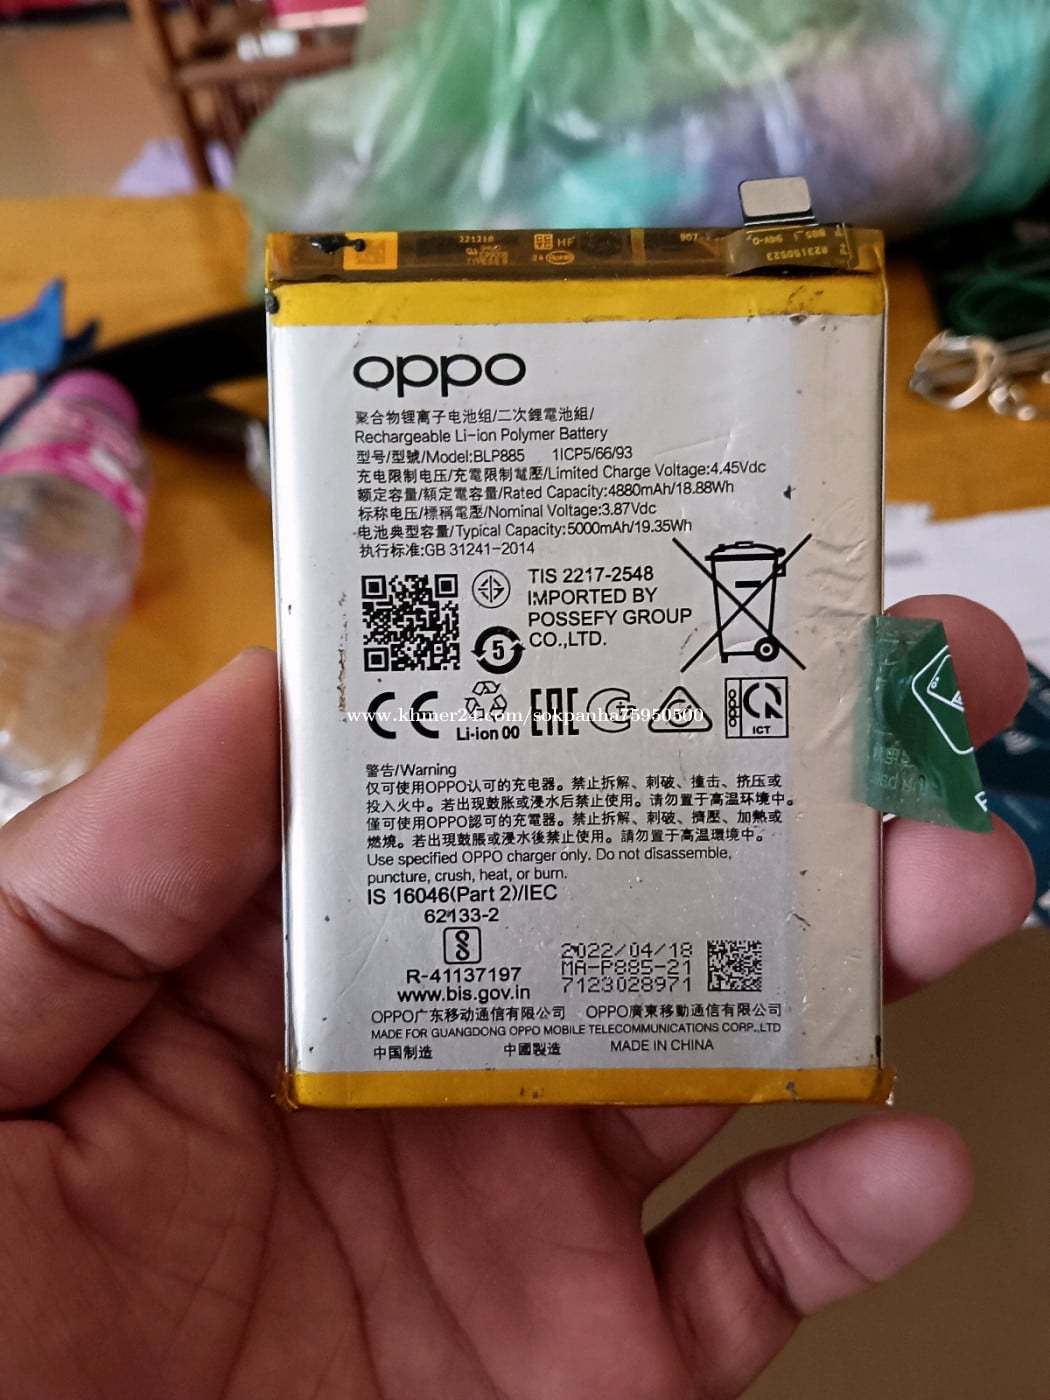 221210
HF
907-
R23150523
oppo
聚合物锂离子电池组/二次鋰電池組/
Rechargeable Li-ion Polymer Battery
型号/型號/Model:BLP885 1ICP5/66/93
充电限制电压/充電限制電壓/Limited Charge Voltage:4.45Vdc
额定容量/額定電容量/Rated Capacity:4880mAh/18.88Wh
标称电压/標稱電壓/Nominal Voltage:3.87Vdc
电池典型容量/Typical Capacity:5000mAh/19.35Wh
执行标准:GB 31241-2014
TIS 2217-2548
IMPORTED BY
POSSEFY GROUP
CO.,LTD.
5
CE
Li-ion 00
EAC
oppo
ICT
www.khmer24.com/sokpanha75950500
警告/Warning
仅可使用OPPO认可的充电器。禁止拆解、刺破、撞击、挤压或
投入火中。若出现鼓胀或浸水后禁止使用。请勿置于高温环境中。
僅可使用OPPO認可的充電器。禁止拆解、刺破、擠壓、加熱或
燃燒。若出現鼓脹或浸水後禁止使用。請勿置于高溫環境中。
Use specified OPPO charger only. Do not disassemble,
puncture, crush, heat, or burn.
IS 16046(Part 2)/IEC
62133-2
R-41137197
www.bis.gov.in
2022/04/18
MA-P885-21
7123028971
OPPO广东移动通信有限公司 OPPO廣東移動通信有限公司
MADE FOR GUANGDONG OPPO MOBILE TELECOMMUNICATIONS CORP.,LTD
中国制造 中國製造 MADE IN CHINA